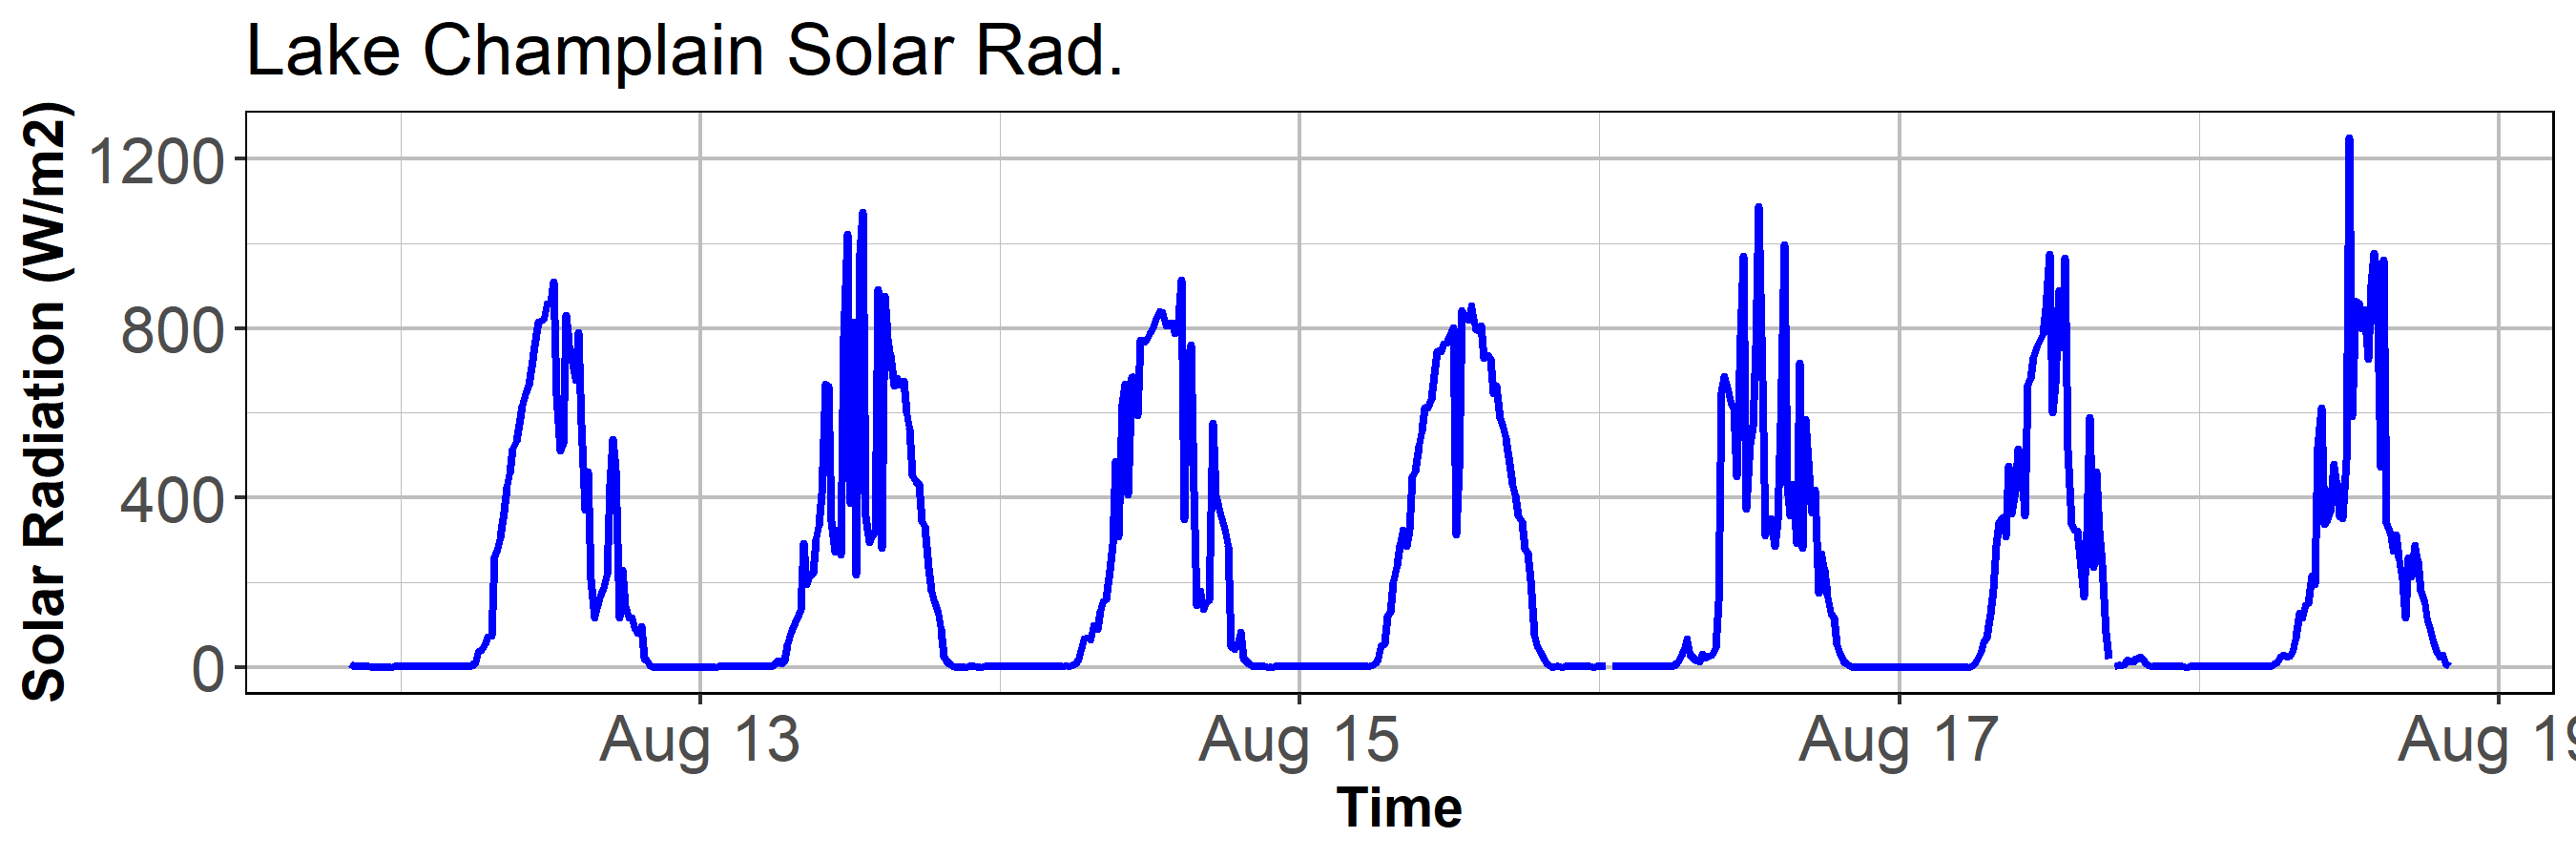 Lake Champlain Solar Rad.
Solar Radiation (W/m2)
1200
800
400
0
Aug 13 Aug 15 Aug 17 Aug 19
Time